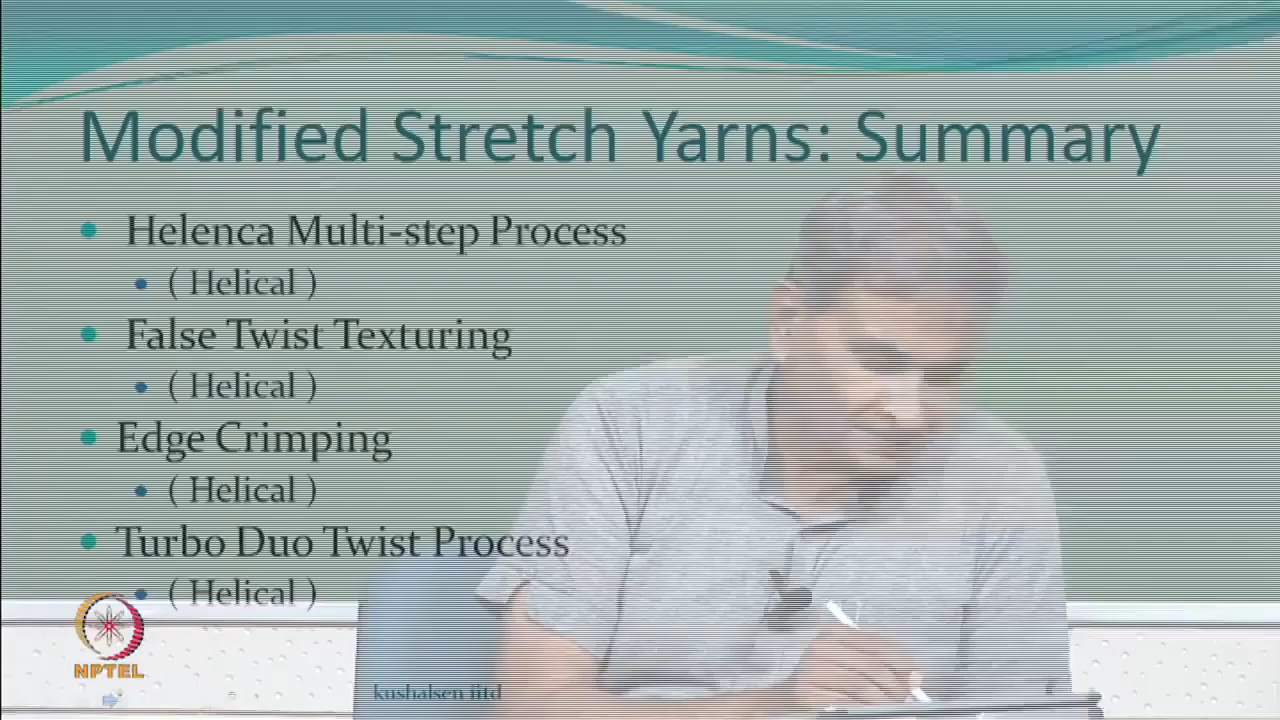 Modified Stretch Yarns: Summary
Helenca Multi-step Process
( Helical )
False Twist Texturing
( Helical )
Edge Crimping
( Helical )
Turbo Duo Twist Process
( Helical )
NPTEL
kushalsen iitd